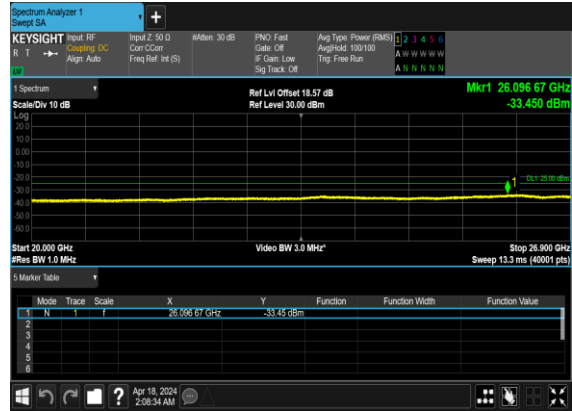 Spectrum Analyzer 1
Swept SA
+
KEYSIGHT Input: RF Input Z: 50 Ω #Atten: 30 dB PNO: Fast Avg Type: Power (RMS) 1 2 3 4 5 6
R T Coupling: DC Corr CCorr Gate: Off Avg|Hold: 100/100 A W W W W W
Align: Auto Freq Ref: Int (S) IF Gain: Low Trig: Free Run
Sig Track: Off A N N N N N
1 Spectrum Ref Lvl Offset 18.57 dB Mkr1 26.096 67 GHz
Scale/Div 10 dB Ref Level 30.00 dBm -33.450 dBm
Log
20.0
10.0
0.00
-10.0
-20.0
-30.0
-40.0
-50.0
-60.0
1
DL1 -25.00 dBm
Start 20.000 GHz Video BW 3.0 MHz* Stop 26.900 GHz
#Res BW 1.0 MHz Sweep 13.3 ms (40001 pts)
5 Marker Table
Mode Trace Scale X Y Function Function Width Function Value
1 N 1 f 26.096 67 GHz -33.45 dBm
2
3
4
5
6
? Apr 18, 2024
2:08:34 AM